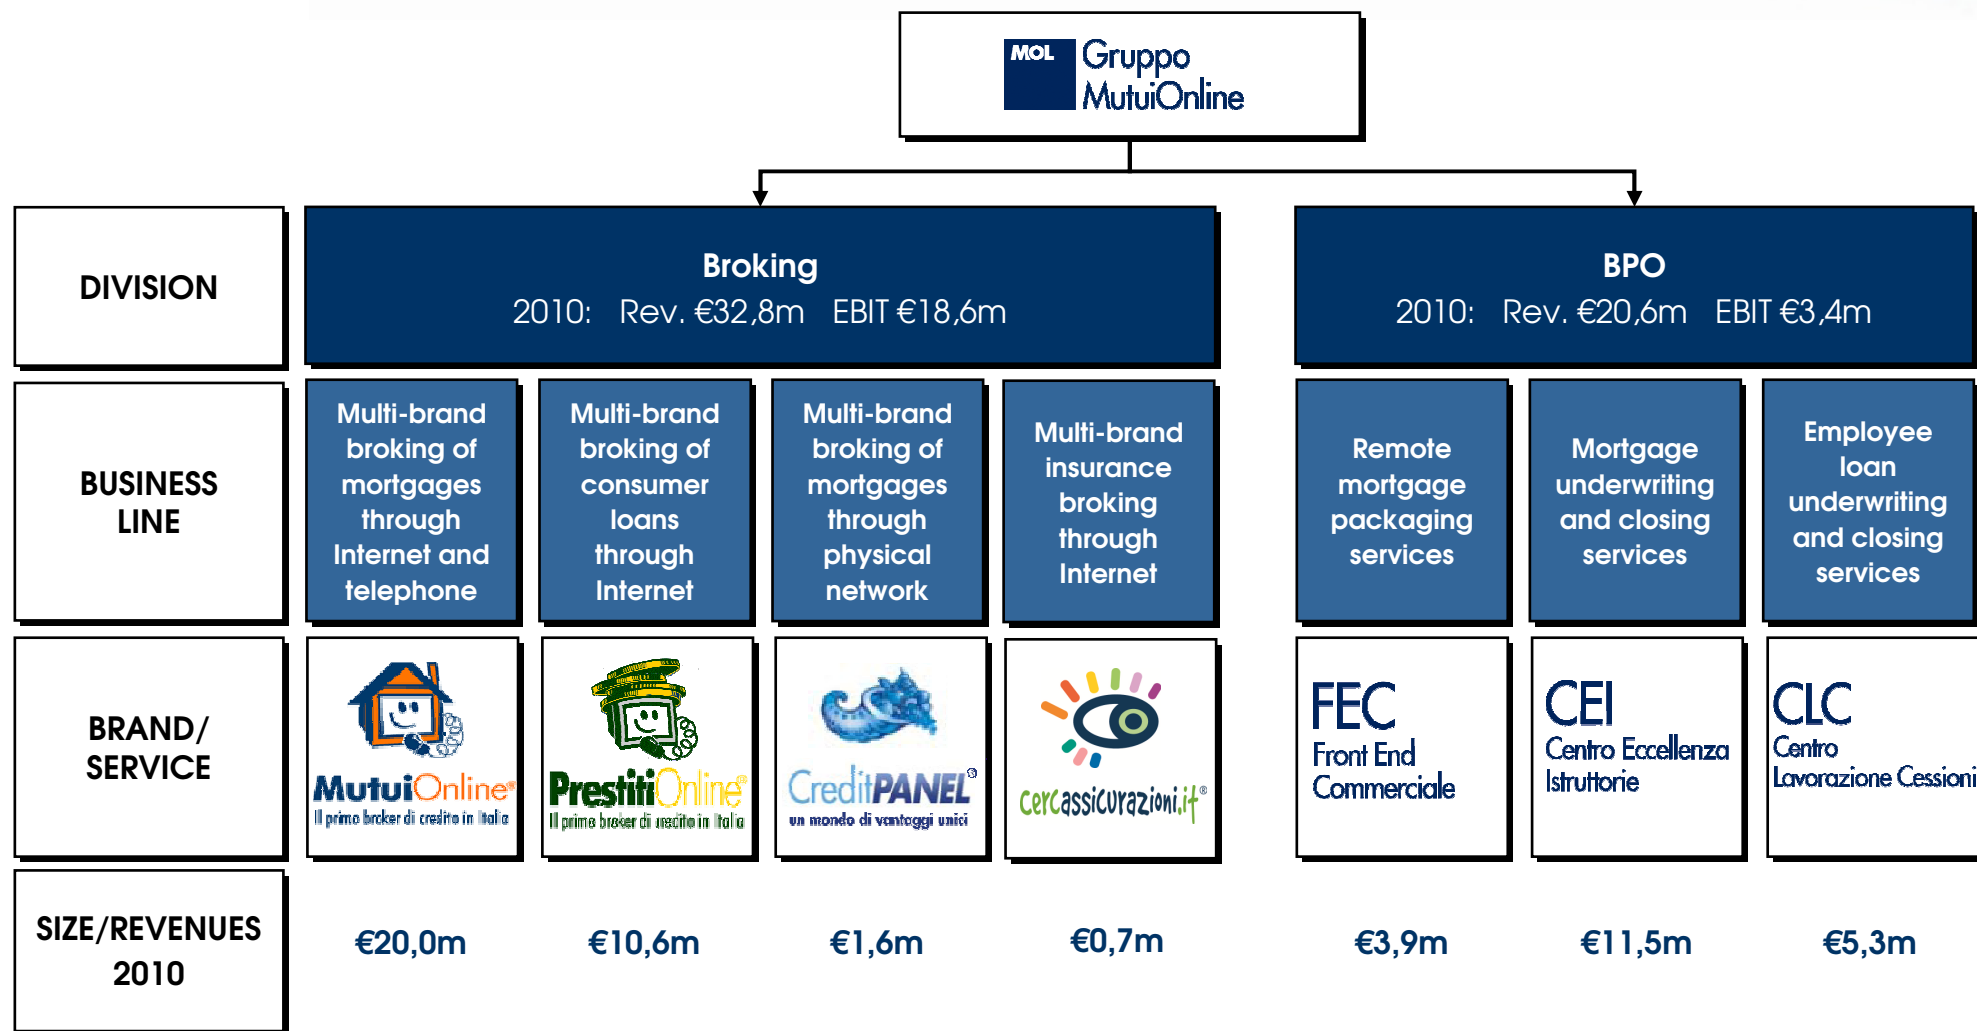 MOL Gruppo
MutuiOnline
DIVISION
Broking
2010: Rev. €32,8m EBIT €18,6m
BPO
2010: Rev. €20,6m EBIT €3,4m
BUSINESS
LINE
Multi-brand
broking of
mortgages
through
Internet and
telephone
Multi-brand
broking of
consumer
loans
through
Internet
Multi-brand
broking of
mortgages
through
physical
network
Multi-brand
insurance
broking
through
Internet
Remote
mortgage
packaging
services
Mortgage
underwriting
and closing
services
Employee
loan
underwriting
and closing
services
BRAND/
SERVICE
MutuiOnline®
Il primo broker di credito in Italia
PrestitiOnline®
Il primo broker di credito in Italia
CreditPANEL®
un mondo di vantaggi unici
cercassicurazioni.it®
FEC
Front End
Commerciale
CEI
Centro Eccellenza
Istruttorie
CLC
Centro
Lavorazione Cessioni
SIZE/REVENUES
2010
€20,0m
€10,6m
€1,6m
€0,7m
€3,9m
€11,5m
€5,3m